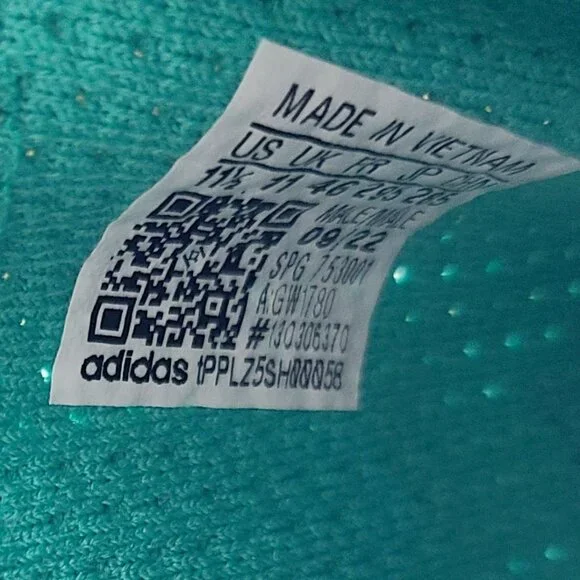 MADE IN VIETNAM
US UK FR JP CHN
11½ 11 46 295 285
MALE/MALE
09/22
SPG 753001
A:GW1780
#130306370
adidas tPPLZ5SH00058